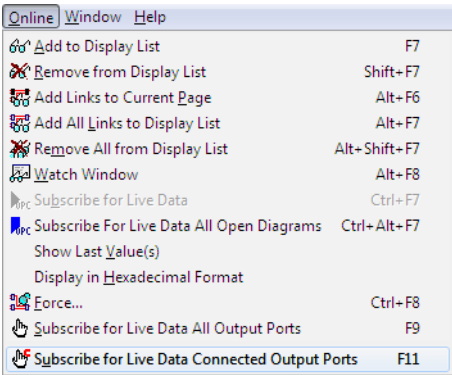 Online Window Help
Add to Display List F7
Remove from Display List Shift+F7
Add Links to Current Page Alt+F6
Add All Links to Display List Alt+F7
Remove All from Display List Alt+Shift+F7
Watch Window Alt+F8
OPC Subscribe for Live Data Ctrl+F7
OPC Subscribe For Live Data All Open Diagrams Ctrl+Alt+F7
Show Last Value(s)
Display in Hexadecimal Format
Force... Ctrl+F8
Subscribe for Live Data All Output Ports F9
Subscribe for Live Data Connected Output Ports F11